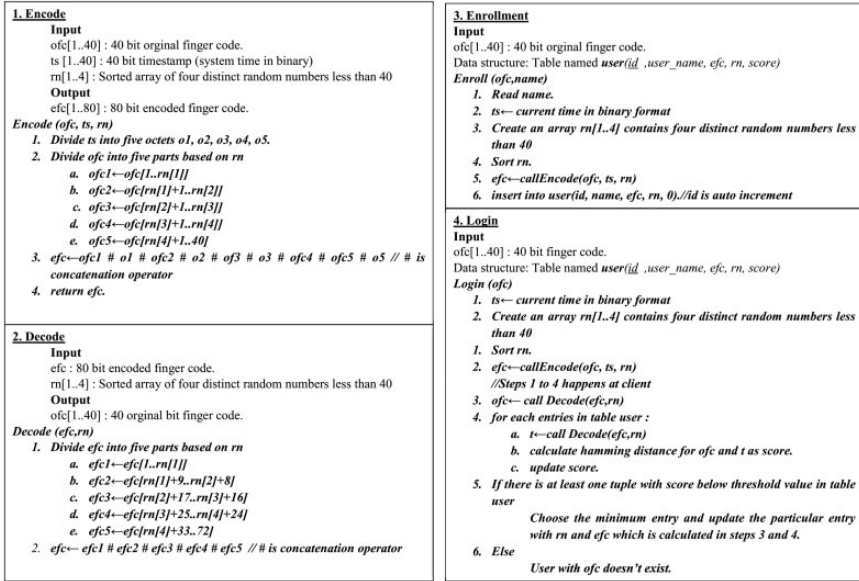 1. Encode
Input
ofc[1..40] : 40 bit orginal finger code.
ts [1..40] : 40 bit timestamp (system time in binary)
rn[1..4] : Sorted array of four distinct random numbers less than 40
Output
efc[1..80] : 80 bit encoded finger code.
Encode (ofc, ts, rn)
1. Divide ts into five octets o1, o2, o3, o4, o5.
2. Divide ofc into five parts based on rn
a. ofc1←ofc[1..rn[1]]
b. ofc2←ofc[rn[1]+1..rn[2]]
c. ofc3←ofc[rn[2]+1..rn[3]]
d. ofc4←ofc[rn[3]+1..rn[4]]
e. ofc5←ofc[rn[4]+1..40]
3. efc←ofc1 # o1 # ofc2 # o2 # of3 # o3 # ofc4 # ofc5 # o5 // # is
concatenation operator
4. return efc.
2. Decode
Input
efc : 80 bit encoded finger code.
rn[1..4] : Sorted array of four distinct random numbers less than 40
Output
ofc[1..40] : 40 orginal bit finger code.
Decode (efc,rn)
1. Divide efc into five parts based on rn
a. efc1←efc[1..rn[1]]
b. efc2←efc[rn[1]+9..rn[2]+8]
c. efc3←efc[rn[2]+17..rn[3]+16]
d. efc4←efc[rn[3]+25..rn[4]+24]
e. efc5←efc[rn[4]+33..72]
2. efc← efc1 # efc2 # efc3 # efc4 # efc5 // # is concatenation operator
3. Enrollment
Input
ofc[1..40] : 40 bit orginal finger code.
Data structure: Table named user(id ,user_name, efc, rn, score)
Enroll (ofc,name)
1. Read name.
2. ts← current time in binary format
3. Create an array rn[1..4] contains four distinct random numbers less
than 40
4. Sort rn.
5. efc←callEncode(ofc, ts, rn)
6. insert into user(id, name, efc, rn, 0).//id is auto increment
4. Login
Input
ofc[1..40] : 40 bit finger code.
Data structure: Table named user(id ,user_name, efc, rn, score)
Login (ofc)
1. ts← current time in binary format
2. Create an array rn[1..4] contains four distinct random numbers less
than 40
1. Sort rn.
2. efc←callEncode(ofc, ts, rn)
//Steps 1 to 4 happens at client
3. ofc← call Decode(efc,rn)
4. for each entries in table user :
a. t←call Decode(efc,rn)
b. calculate hamming distance for ofc and t as score.
c. update score.
5. If there is at least one tuple with score below threshold value in table
user
Choose the minimum entry and update the particular entry
with rn and efc which is calculated in steps 3 and 4.
6. Else
User with ofc doesn't exist.